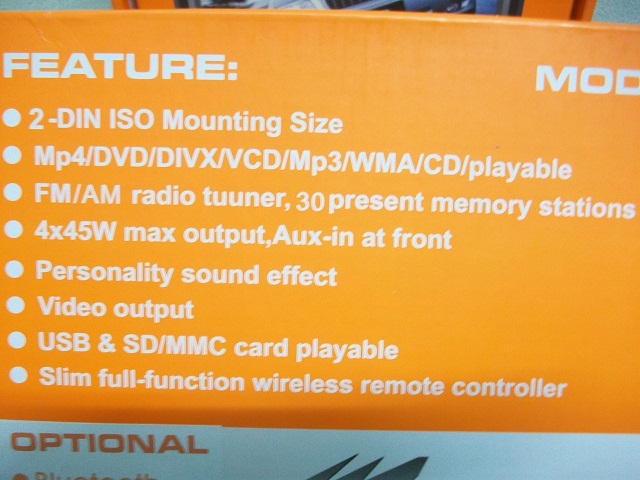 FEATURE:
MOD
● 2-DIN ISO Mounting Size
● Mp4/DVD/DIVX/VCD/Mp3/WMA/CD/playable
● FM/AM radio tuuner, 30 present memory stations
● 4x45W max output,Aux-in at front
● Personality sound effect
● Video output
● USB & SD/MMC card playable
● Slim full-function wireless remote controller
OPTIONAL
● Bluetooth